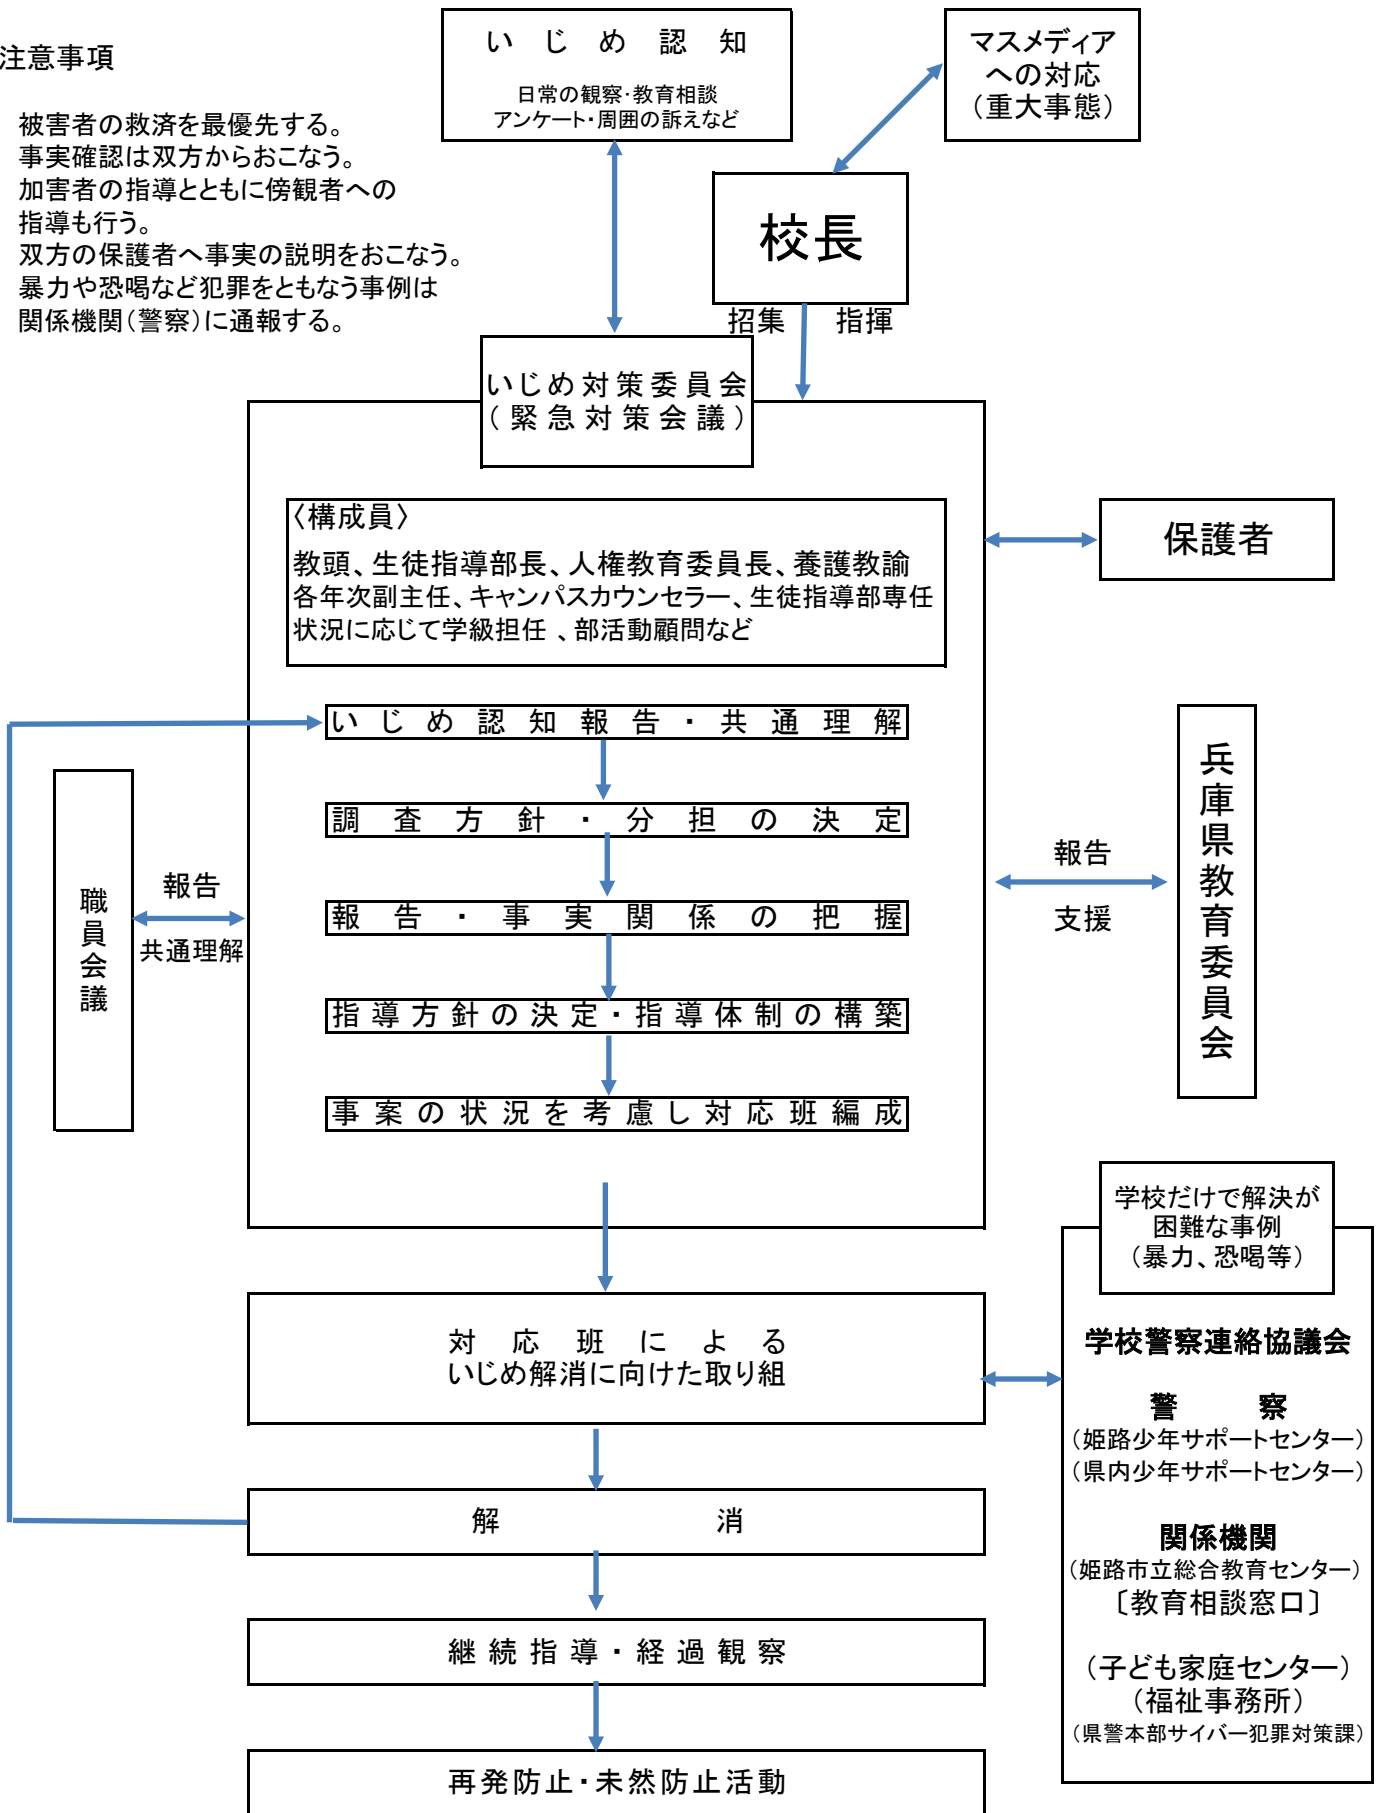 注意事項
被害者の救済を最優先する。
事実確認は双方からおこなう。
加害者の指導とともに傍観者への
指導も行う。
双方の保護者へ事実の説明をおこなう。
暴力や恐喝など犯罪をともなう事例は
関係機関（警察）に通報する。
いじめ認知
日常の観察・教育相談
アンケート・周囲の訴えなど
マスメディア
への対応
（重大事態）
校長
招集　指揮
いじめ対策委員会
（緊急対策会議）
〈構成員〉
教頭、生徒指導部長、人権教育委員長、養護教諭
各年次副主任、キャンパスカウンセラー、生徒指導部専任
状況に応じて学級担任 、部活動顧問など
保護者
いじめ認知報告・共通理解
調査方針・分担の決定
報告・事実関係の把握
指導方針の決定・指導体制の構築
事案の状況を考慮し対応班編成
職員会議
報告
共通理解
報告
支援
兵庫県教育委員会
対応班による
いじめ解消に向けた取り組
解消
継続指導・経過観察
再発防止・未然防止活動
学校だけで解決が
困難な事例
（暴力、恐喝等）
学校警察連絡協議会
警察
（姫路少年サポートセンター）
（県内少年サポートセンター）
関係機関
（姫路市立総合教育センター）
〔教育相談窓口〕
（子ども家庭センター）
（福祉事務所）
（県警本部サイバー犯罪対策課）